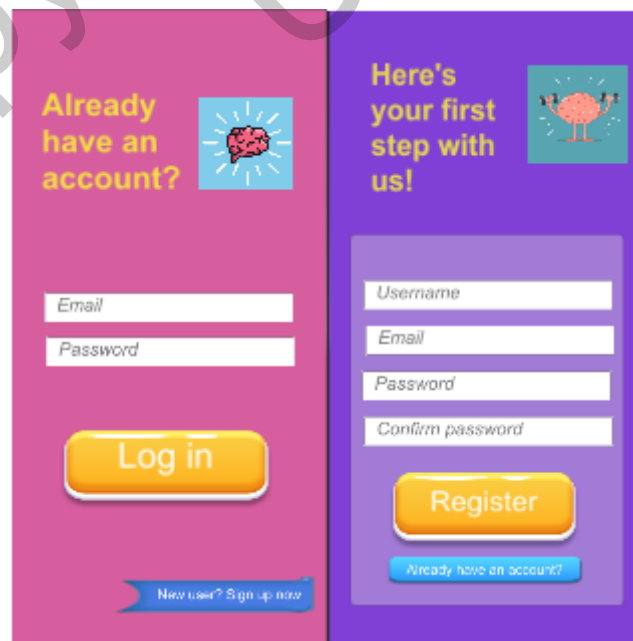 Already
have an
account?
Email
Password
Log in
New user? Sign up now
Here's
your first
step with
us!
Username
Email
Password
Confirm password
Register
Already have an account?